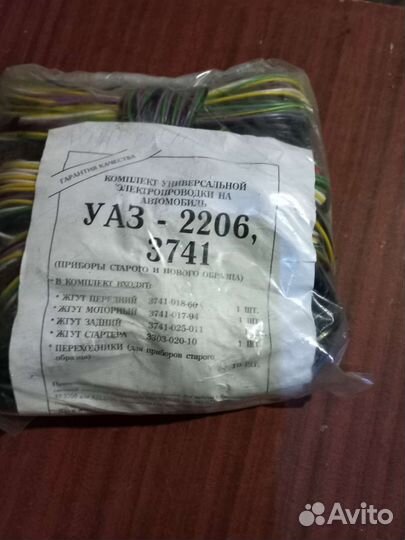 ГАРАНТИЯ КАЧЕСТВА
КОМПЛЕКТ УНИВЕРСАЛЬНОЙ
ЭЛЕКТРОПРОВОДКИ НА
АВТОМОБИЛЬ
УАЗ - 2206,
3741
(ПРИБОРЫ СТАРОГО И НОВОГО ОБРАЗЦА)
В КОМПЛЕКТ ВХОДЯТ:
• ЖГУТ ПЕРЕДНИЙ 3741-018-60 1 ШТ.
• ЖГУТ МОТОРНЫЙ 3741-017-94 1 ШТ.
• ЖГУТ ЗАДНИЙ 3741-025-011 1 ШТ.
• ЖГУТ СТАРТЕРА 3303-020-10 1 ШТ.
• ПЕРЕХОДНИКИ (для приборов старого
образца)
Avito